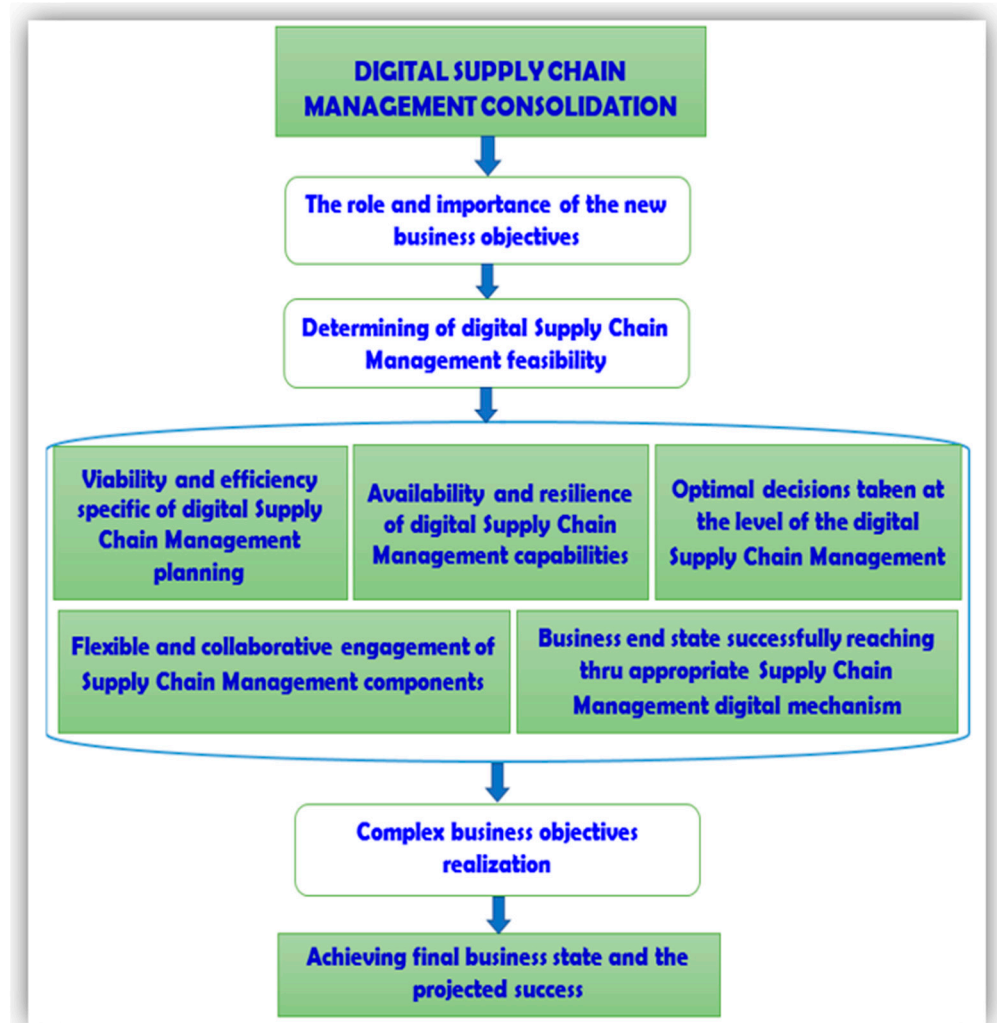 DIGITAL SUPPLY CHAIN
MANAGEMENT CONSOLIDATION
The role and importance of the new
business objectives
Determining of digital Supply Chain
Management feasibility
Viability and efficiency
specific of digital Supply
Chain Management
planning
Availability and resilience
of digital Supply Chain
Management capabilities
Optimal decisions taken at
the level of the digital
Supply Chain Management
Flexible and collaborative engagement of
Supply Chain Management components
Business end state successfully reaching
thru appropriate Supply Chain
Management digital mechanism
Complex business objectives
realization
Achieving final business state and the
projected success